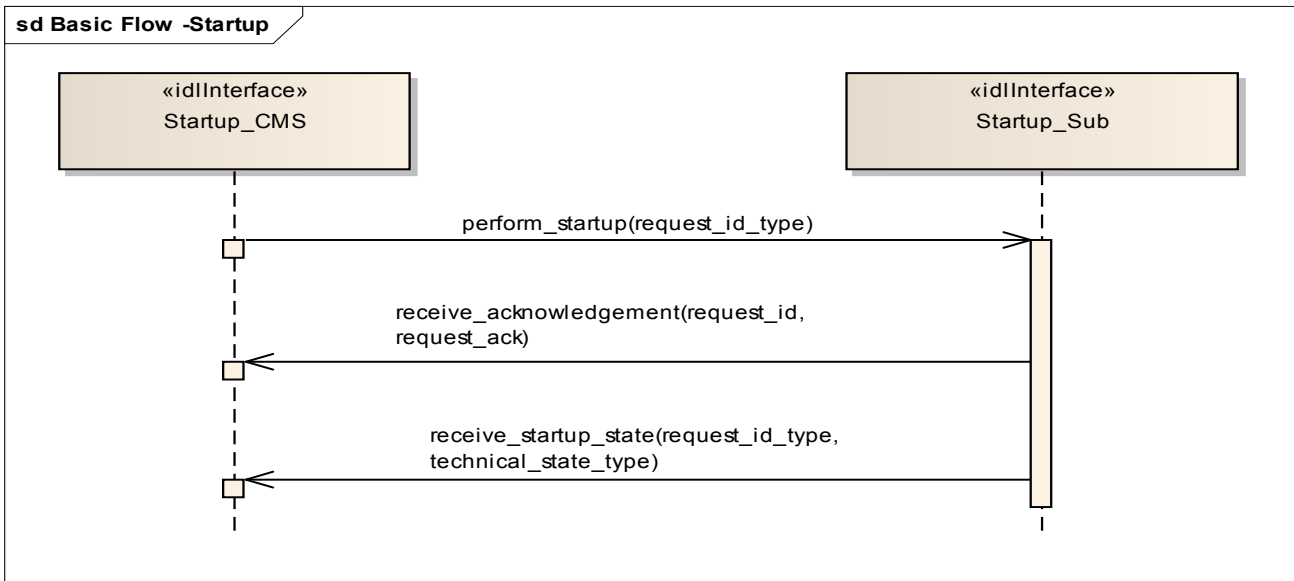 sd Basic Flow -Startup
«idlInterface»
Startup_CMS
«idlInterface»
Startup_Sub
perform_startup(request_id_type)
receive_acknowledgement(request_id,
request_ack)
receive_startup_state(request_id_type,
technical_state_type)